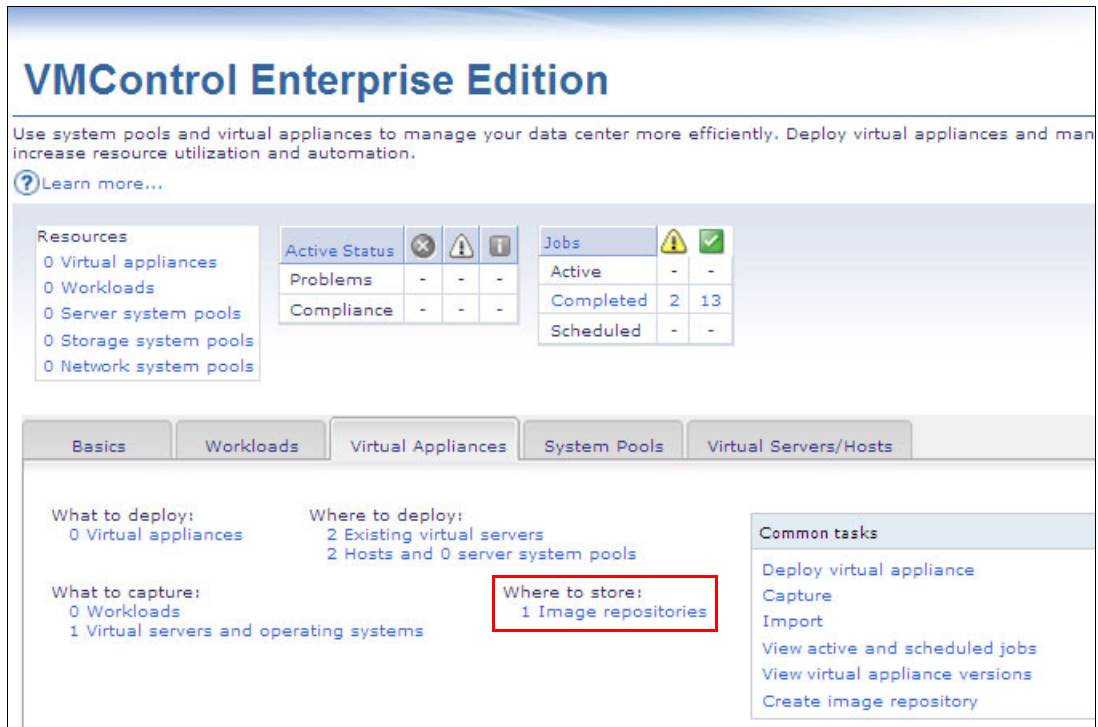 VMControl Enterprise Edition
Use system pools and virtual appliances to manage your data center more efficiently. Deploy virtual appliances and man
increase resource utilization and automation.
? Learn more...
Resources
0 Virtual appliances
0 Workloads
0 Server system pools
0 Storage system pools
0 Network system pools
Active Status
Problems - - -
Compliance - - -
Jobs
Active - -
Completed 2 13
Scheduled - -
Basics Workloads Virtual Appliances System Pools Virtual Servers/Hosts
What to deploy:
0 Virtual appliances
Where to deploy:
2 Existing virtual servers
2 Hosts and 0 server system pools
What to capture:
0 Workloads
1 Virtual servers and operating systems
Where to store:
1 Image repositories
Common tasks
Deploy virtual appliance
Capture
Import
View active and scheduled jobs
View virtual appliance versions
Create image repository